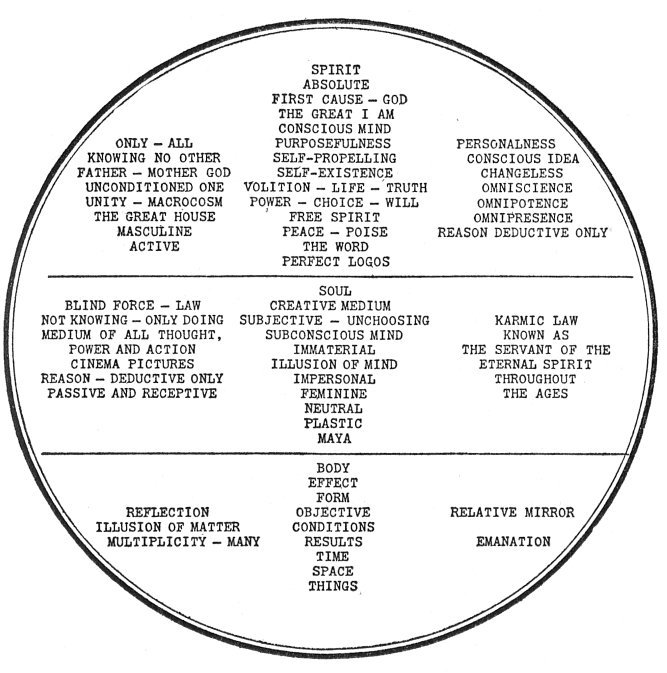 SPIRIT
ABSOLUTE
FIRST CAUSE – GOD
THE GREAT I AM
CONSCIOUS MIND
PURPOSEFULNESS
SELF-PROPELLING
SELF-EXISTENCE
VOLITION – LIFE – TRUTH
POWER – CHOICE – WILL
FREE SPIRIT
PEACE – POISE
THE WORD
PERFECT LOGOS
ONLY – ALL
KNOWING NO OTHER
FATHER – MOTHER GOD
UNCONDITIONED ONE
UNITY – MACROCOSM
THE GREAT HOUSE
MASCULINE
ACTIVE
PERSONALNESS
CONSCIOUS IDEA
CHANGELESS
OMNISCIENCE
OMNIPOTENCE
OMNIPRESENCE
REASON DEDUCTIVE ONLY
SOUL
CREATIVE MEDIUM
SUBJECTIVE – UNCHOOSING
SUBCONSCIOUS MIND
IMMATERIAL
ILLUSION OF MIND
IMPERSONAL
FEMININE
NEUTRAL
PLASTIC
MAYA
BLIND FORCE – LAW
NOT KNOWING – ONLY DOING
MEDIUM OF ALL THOUGHT,
POWER AND ACTION
CINEMA PICTURES
REASON – DEDUCTIVE ONLY
PASSIVE AND RECEPTIVE
KARMIC LAW
KNOWN AS
THE SERVANT OF THE
ETERNAL SPIRIT
THROUGHOUT
THE AGES
BODY
EFFECT
FORM
OBJECTIVE
CONDITIONS
RESULTS
TIME
SPACE
THINGS
REFLECTION
ILLUSION OF MATTER
MULTIPLICITY – MANY
RELATIVE MIRROR
EMANATION